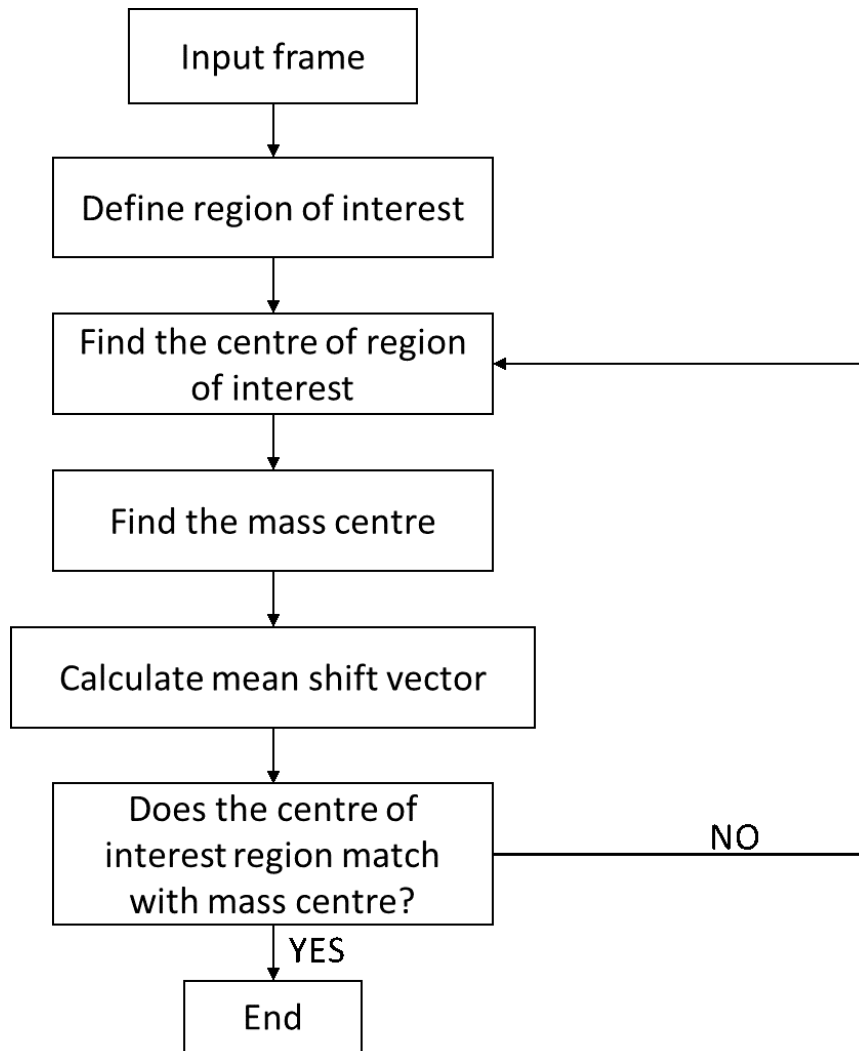 Input frame
Define region of interest
Find the centre of region
of interest
Find the mass centre
Calculate mean shift vector
Does the centre of
interest region match
with mass centre?
NO
YES
End